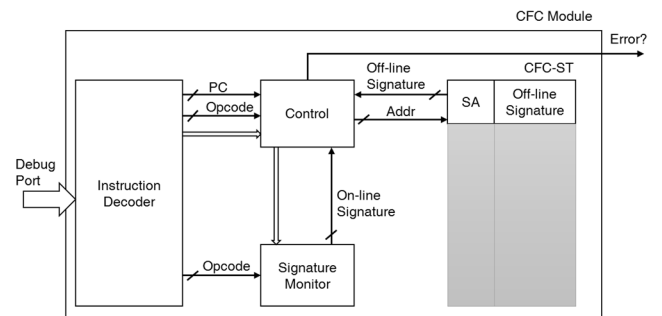 CFC Module
Error?
PC
Off-line
Signature
CFC-ST
Opcode
Control
Addr
SA
Off-line
Signature
Debug
Port
Instruction
Decoder
On-line
Signature
Opcode
Signature
Monitor